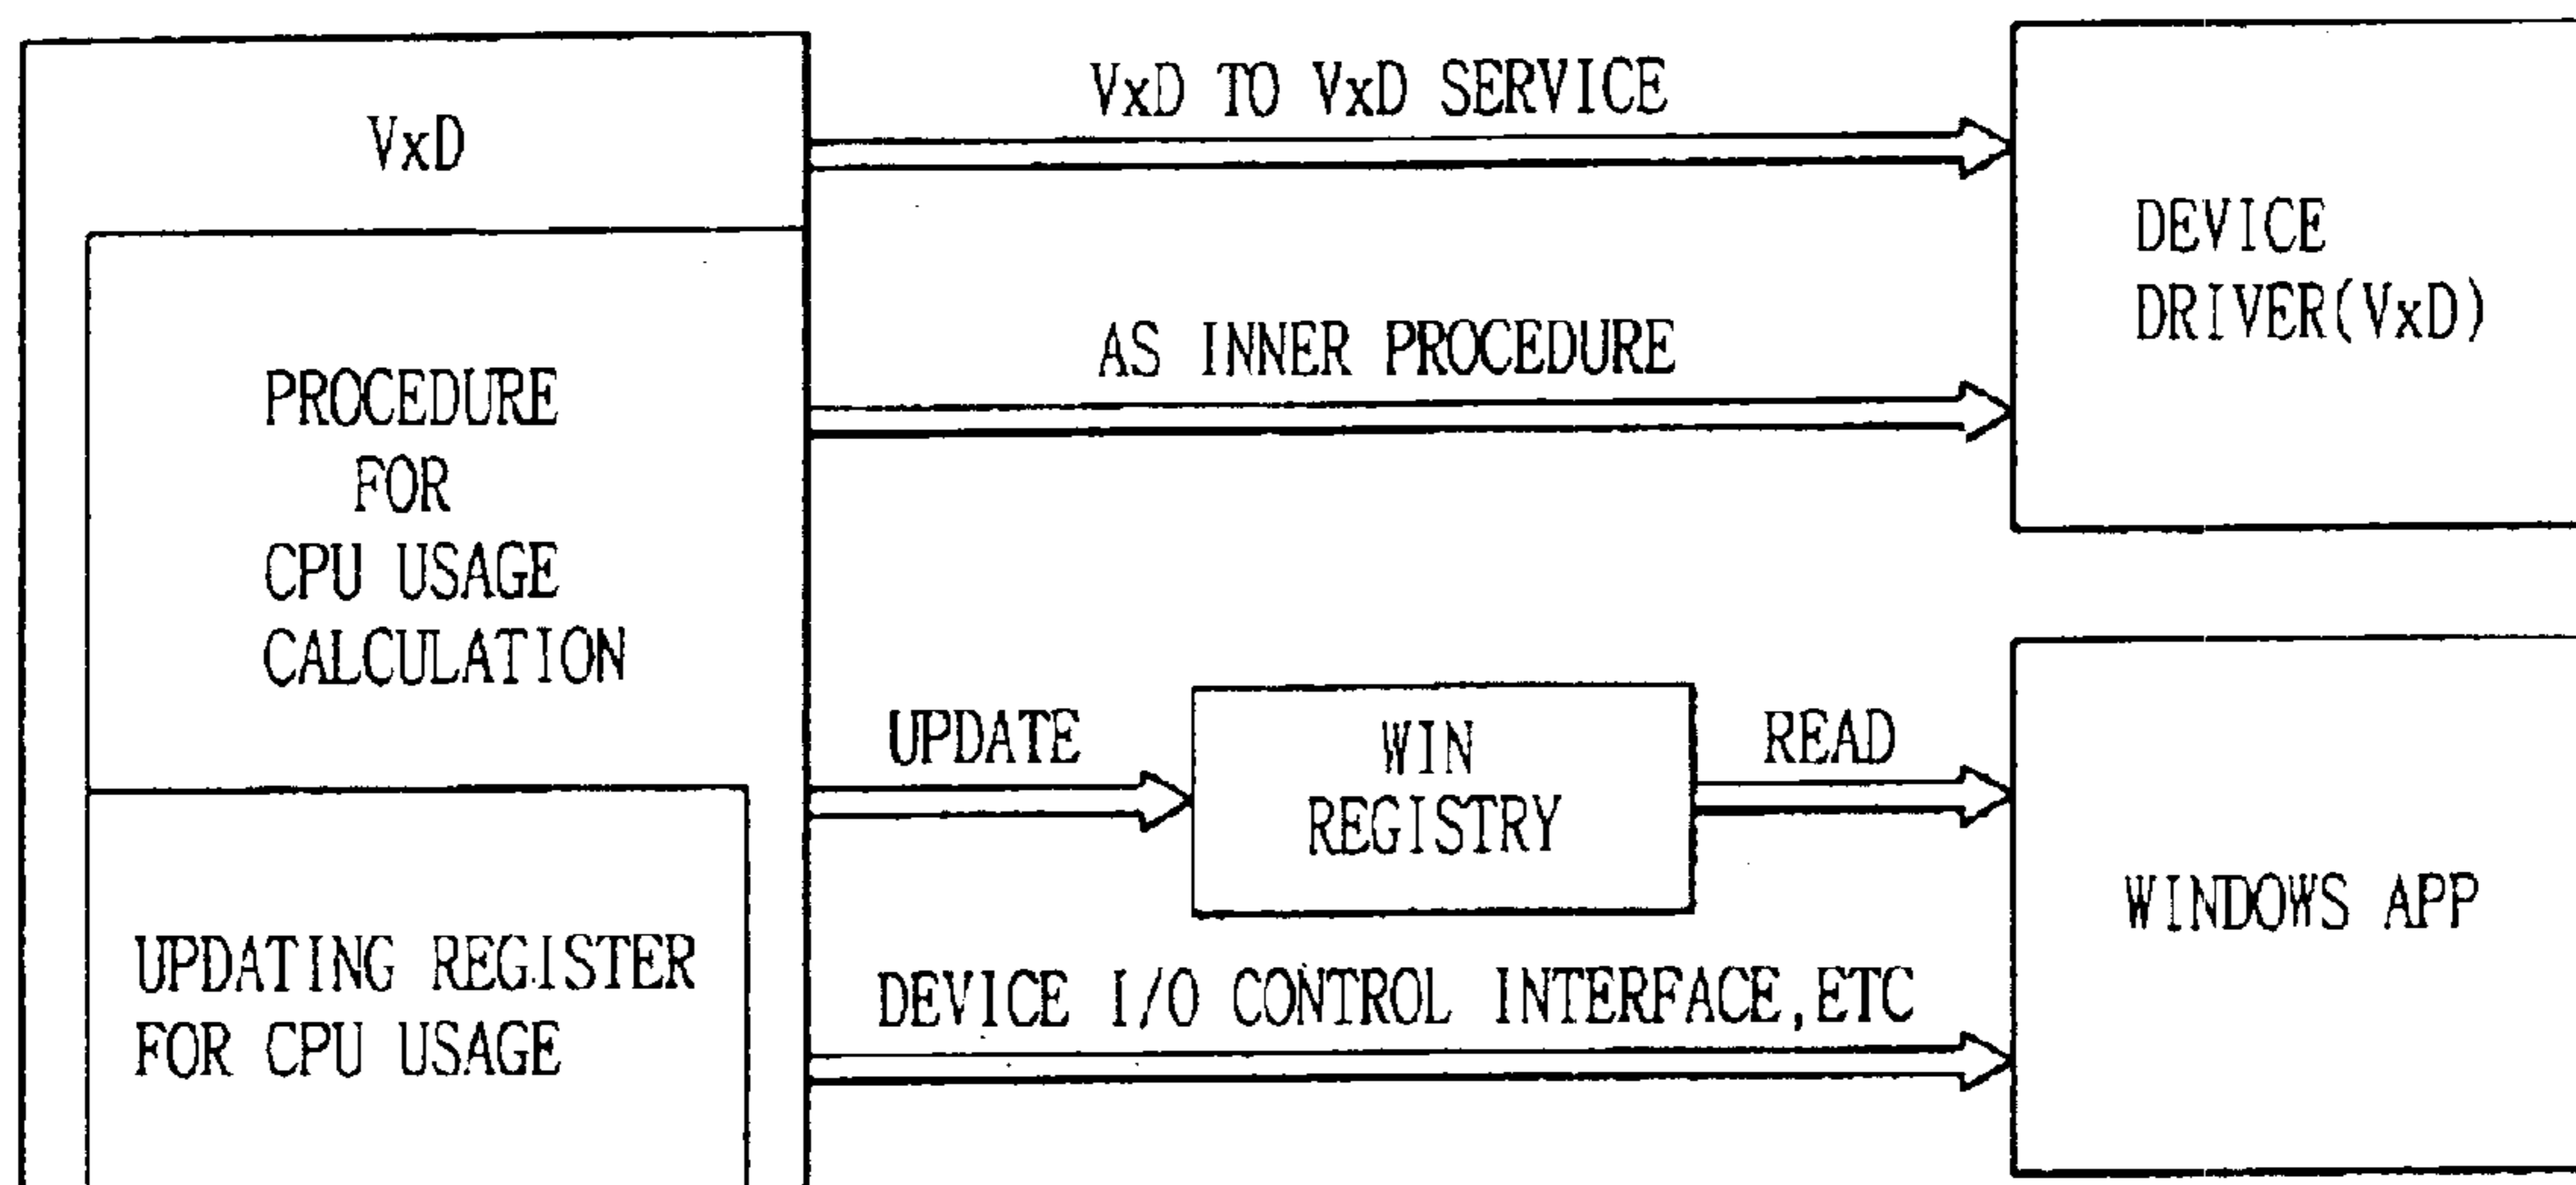 VxD
PROCEDURE
FOR
CPU USAGE
CALCULATION
UPDATING REGISTER
FOR CPU USAGE
VxD TO VxD SERVICE
AS INNER PROCEDURE
UPDATE
WIN
REGISTRY
READ
DEVICE I/O CONTROL INTERFACE,ETC
DEVICE
DRIVER(VxD)
WINDOWS APP